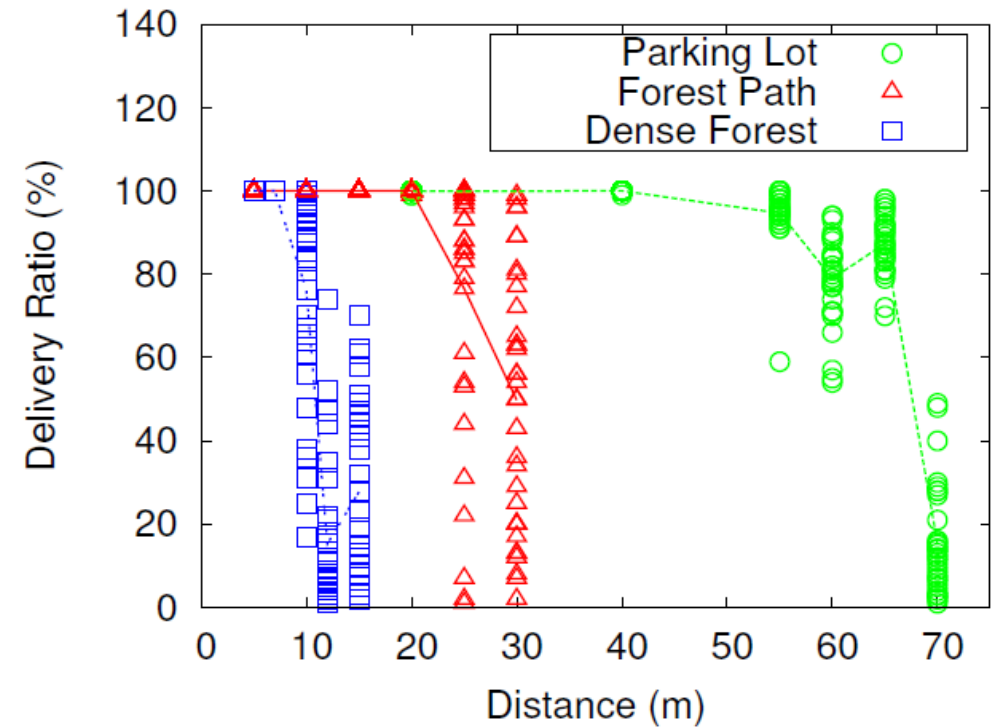 140
120
100
80
60
40
20
0
Delivery Ratio (%)
Parking Lot
Forest Path
Dense Forest
0 10 20 30 40 50 60 70
Distance (m)